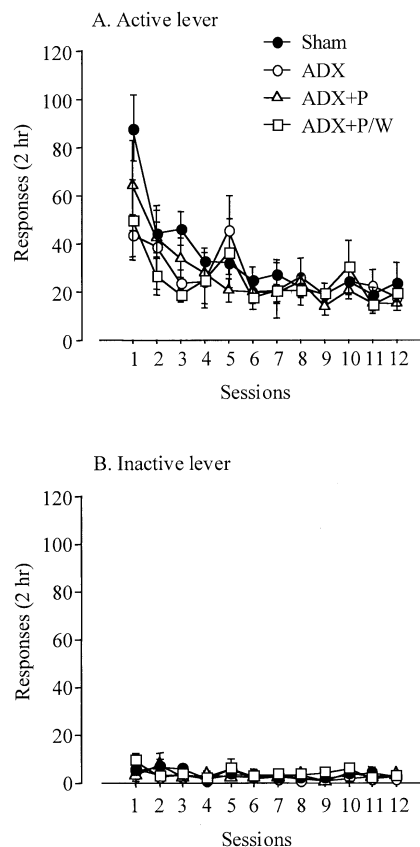 A. Active lever
Sham
ADX
ADX+P
ADX+P/W
Responses (2 hr)
120
100
80
60
40
20
0
1 2 3 4 5 6 7 8 9 10 11 12
Sessions
B. Inactive lever
Responses (2 hr)
120
100
80
60
40
20
0
1 2 3 4 5 6 7 8 9 10 11 12
Sessions